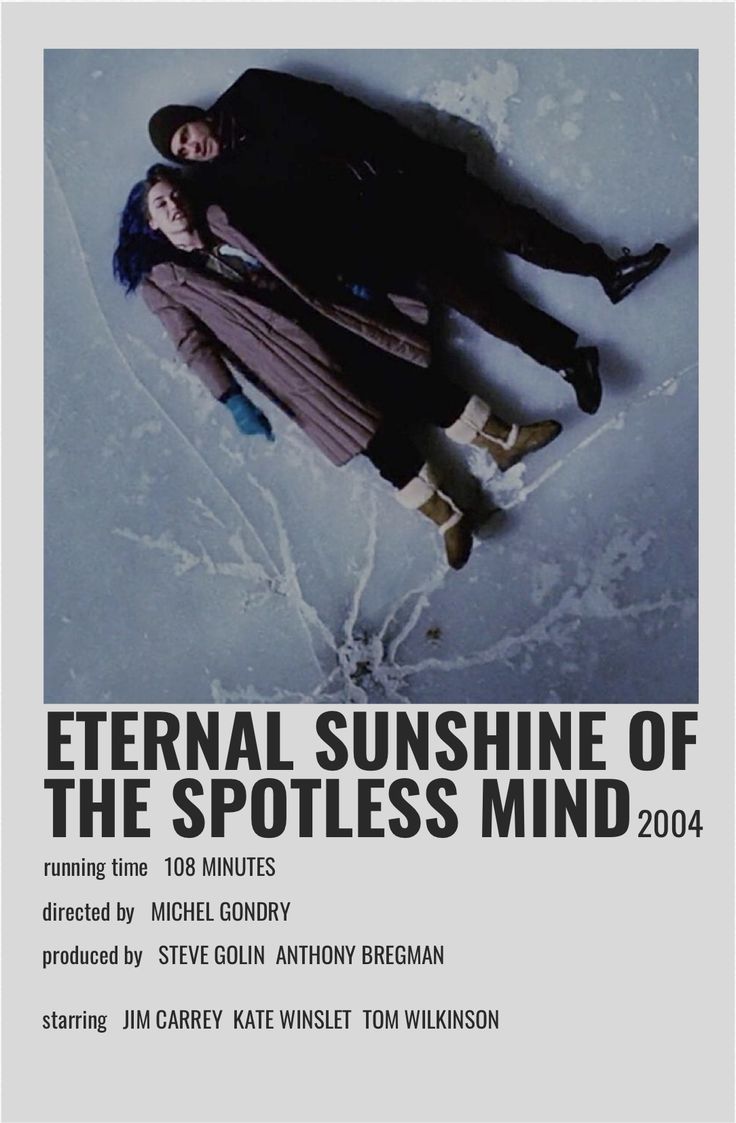 ETERNAL SUNSHINE OF
THE SPOTLESS MIND 2004
running time 108 MINUTES
directed by MICHEL GONDRY
produced by STEVE GOLIN ANTHONY BREGMAN
starring JIM CARREY KATE WINSLET TOM WILKINSON